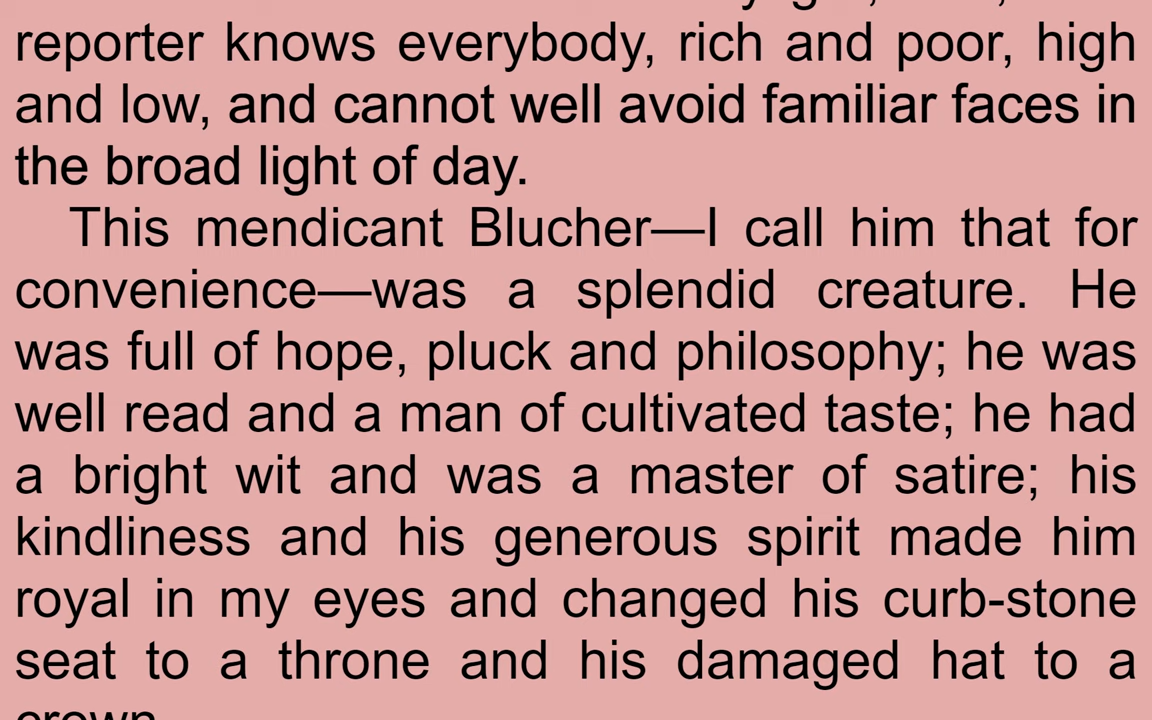 reporter knows everybody, rich and poor, high
and low, and cannot well avoid familiar faces in
the broad light of day.
This mendicant Blucher—I call him that for
convenience—was a splendid creature. He
was full of hope, pluck and philosophy; he was
well read and a man of cultivated taste; he had
a bright wit and was a master of satire; his
kindliness and his generous spirit made him
royal in my eyes and changed his curb-stone
seat to a throne and his damaged hat to a
crown.